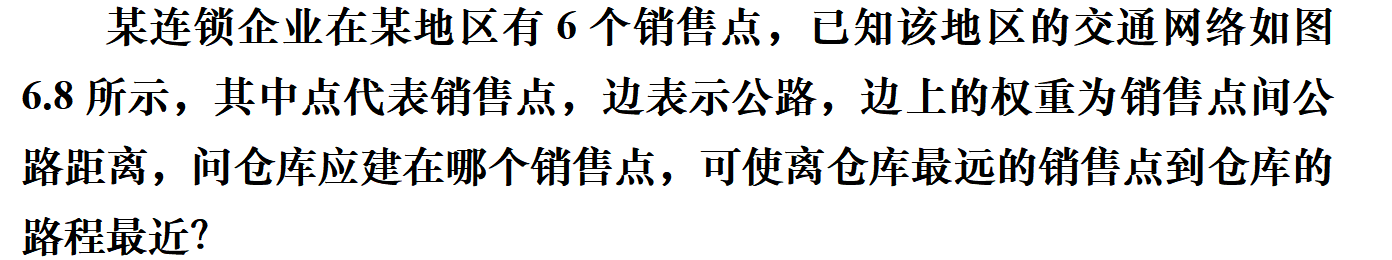 某连锁企业在某地区有 6 个销售点，已知该地区的交通网络如图
6.8 所示，其中点代表销售点，边表示公路，边上的权重为销售点间公
路距离，问仓库应建在哪个销售点，可使离仓库最远的销售点到仓库的
路程最近？